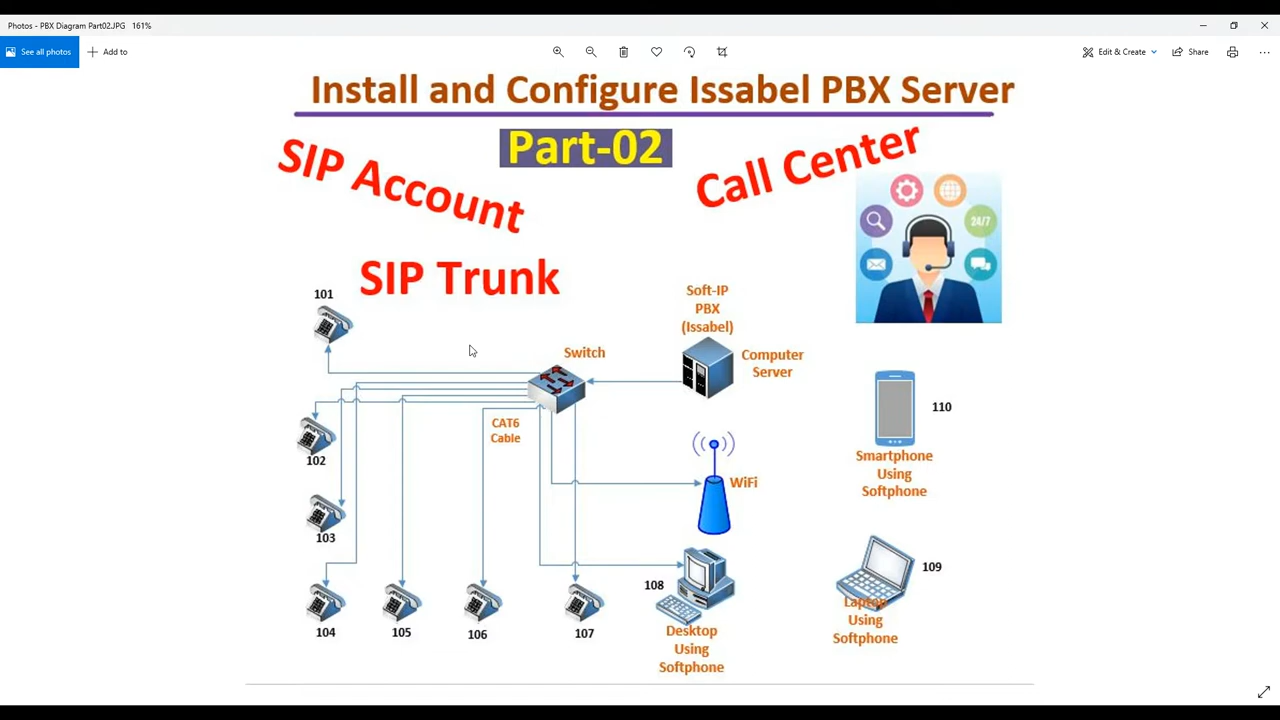 Photos - PBX Diagram Part02.JPG 161%
See all photos
Add to
Edit & Create
Share
Install and Configure Issabel PBX Server
Part-02
SIP Account
Call Center
24/7
SIP Trunk
101
Soft-IP
PBX
(Issabel)
Switch
Computer
Server
CAT6
Cable
102
110
Smartphone
Using
Softphone
WiFi
103
104
105
106
107
108
Desktop
Using
Softphone
109
Laptop
Using
Softphone